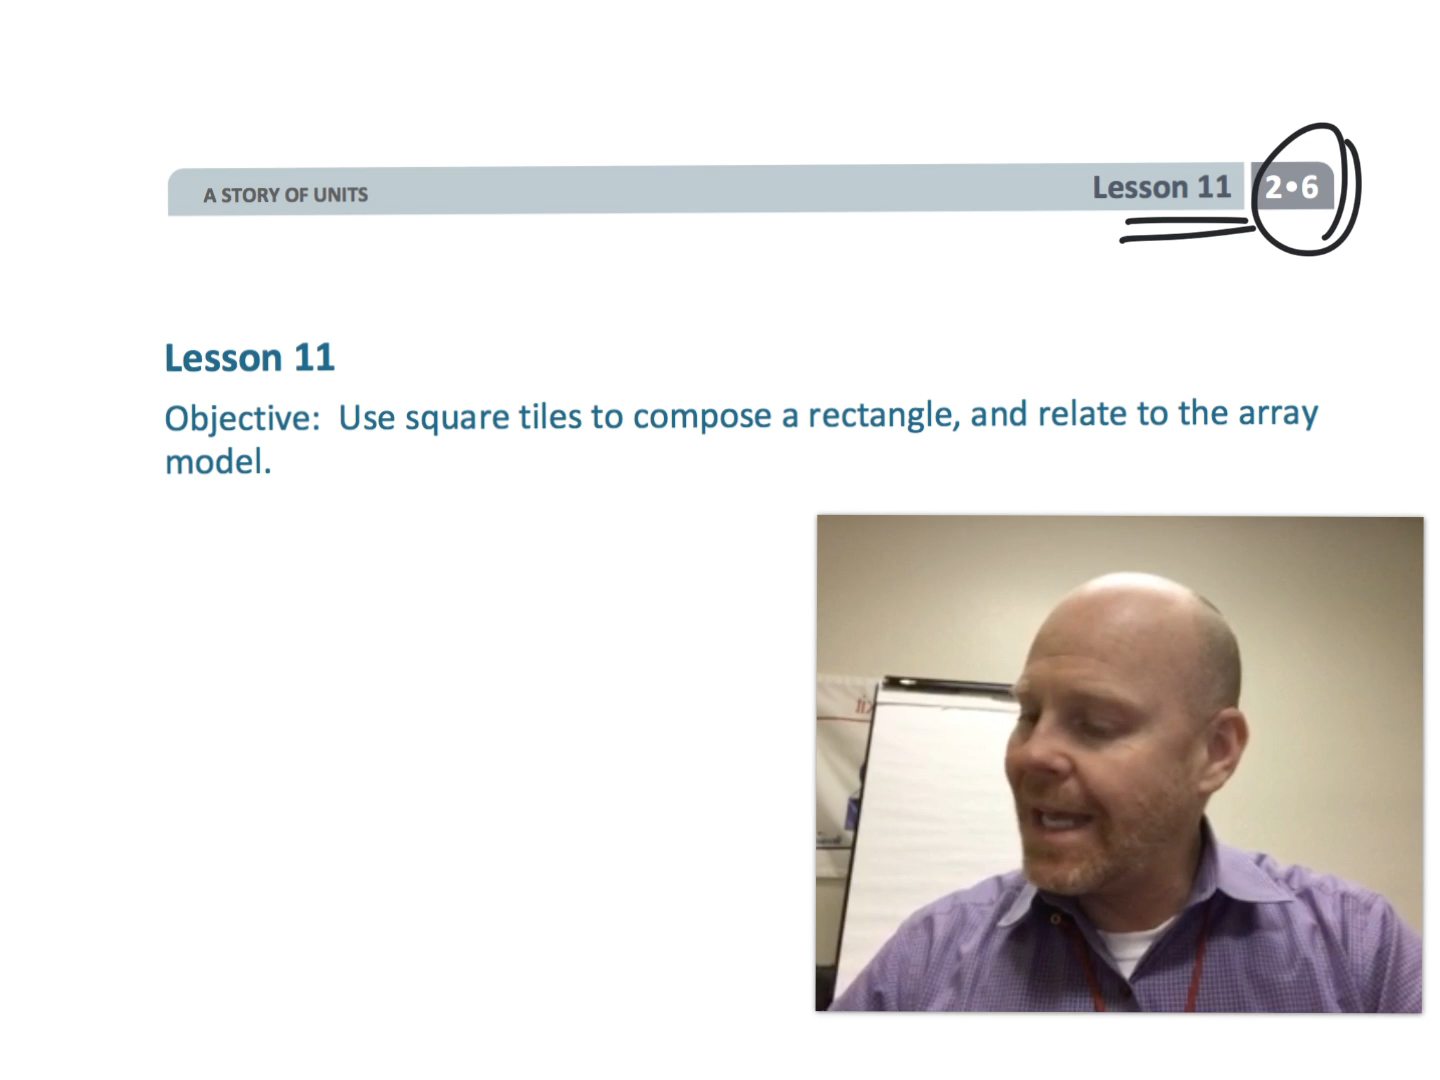 A STORY OF UNITS
Lesson 11
2•6
Lesson 11
Objective: Use square tiles to compose a rectangle, and relate to the array
model.